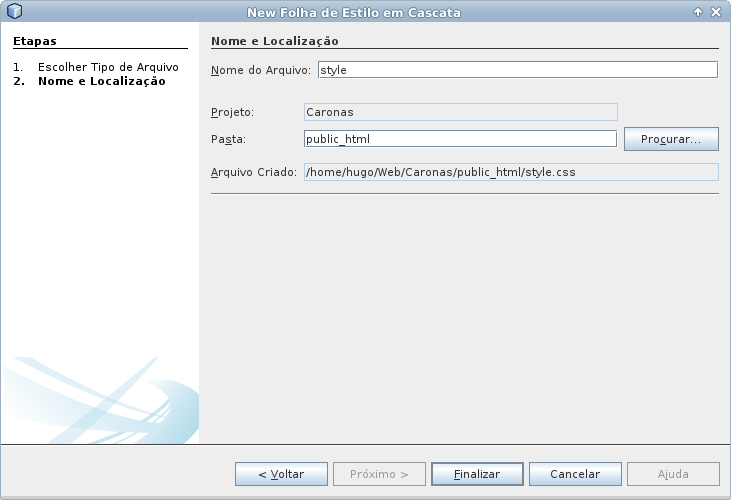 New Folha de Estilo em Cascata
Etapas
1. Escolher Tipo de Arquivo
2. Nome e Localização
Nome e Localização
Nome do Arquivo: style
Projeto: Caronas
Pasta: public_html Procurar...
Arquivo Criado: /home/hugo/Web/Caronas/public_html/style.css
< Voltar Próximo > Finalizar Cancelar Ajuda